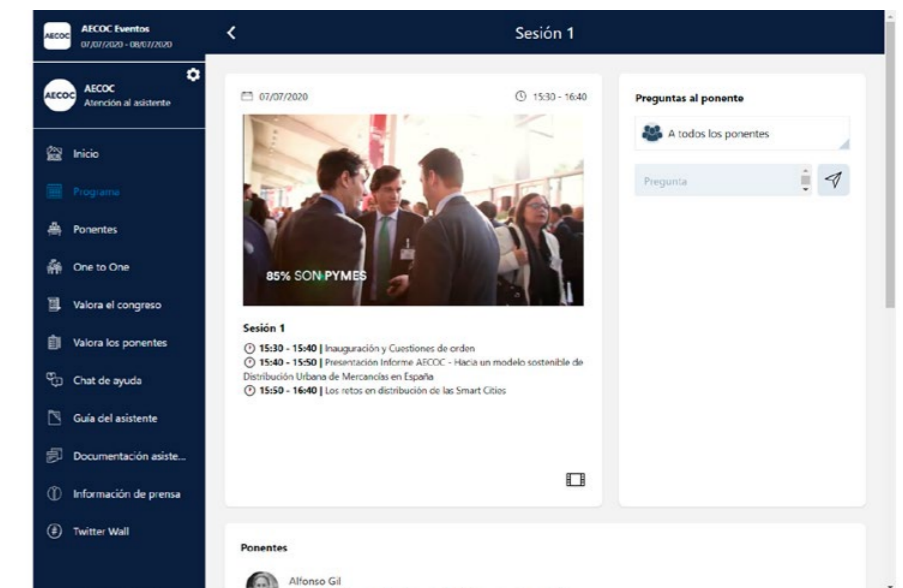 AECOC
AECOC Eventos
07/07/2020 - 08/07/2020
Sesión 1
AECOC
AECOC
Atención al asistente
Inicio
Programa
Ponentes
One to One
Valora el congreso
Valora los ponentes
Chat de ayuda
Guía del asistente
Documentación asiste...
Información de prensa
Twitter Wall
07/07/2020
15:30 - 16:40
85% SON PYMES
Sesión 1
15:30 - 15:40 | Inauguración y Cuestiones de orden
15:40 - 15:50 | Presentación Informe AECOC - Hacia un modelo sostenible de
Distribución Urbana de Mercancías en España
15:50 - 16:40 | Los retos en distribución de las Smart Cities
Preguntas al ponente
A todos los ponentes
Pregunta
Ponentes
Alfonso Gil